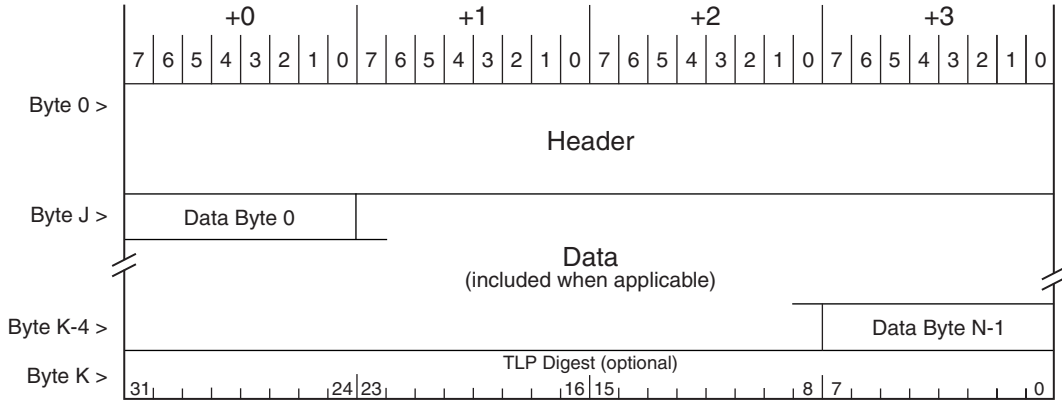 +0 +1 +2 +3
7 6 5 4 3 2 1 0 7 6 5 4 3 2 1 0 7 6 5 4 3 2 1 0 7 6 5 4 3 2 1 0
Byte 0 >
Header
Byte J > Data Byte 0
Data
(included when applicable)
Byte K-4 > Data Byte N-1
TLP Digest (optional)
Byte K >
31 24 23 16 15 8 7 0